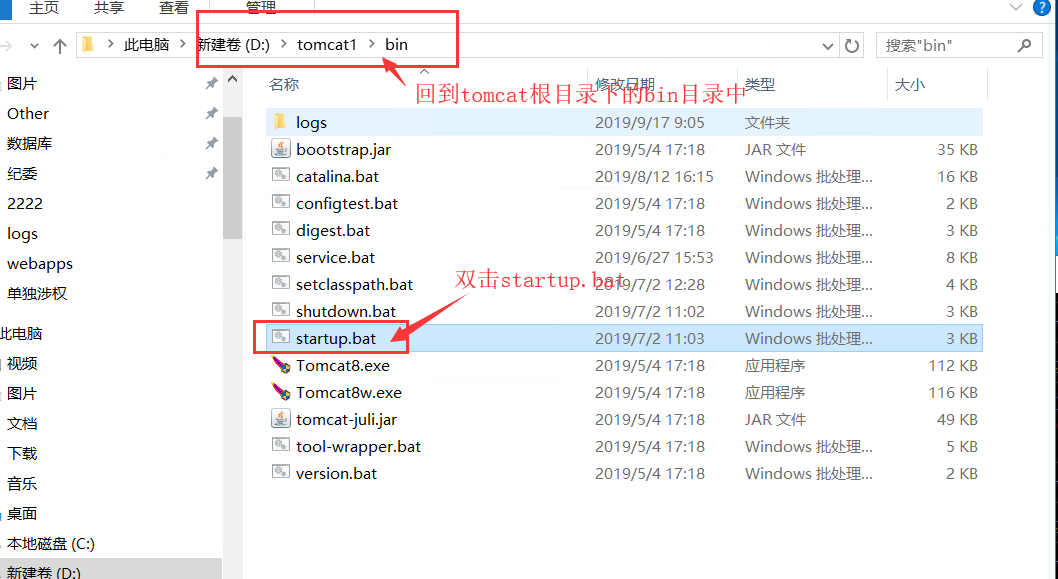 主页 共享 查看 管理
此电脑 新建卷 (D:) tomcat1 bin 搜索"bin"
回到tomcat根目录下的bin目录中
名称 修改日期 类型 大小
logs 2019/9/17 9:05 文件夹
bootstrap.jar 2019/5/4 17:18 JAR 文件 35 KB
catalina.bat 2019/8/12 16:15 Windows 批处理... 16 KB
configtest.bat 2019/5/4 17:18 Windows 批处理... 2 KB
digest.bat 2019/5/4 17:18 Windows 批处理... 3 KB
service.bat 2019/6/27 15:53 Windows 批处理... 8 KB
双击startup.bat
setclasspath.bat 2019/7/2 12:28 Windows 批处理... 4 KB
shutdown.bat 2019/7/2 11:02 Windows 批处理... 3 KB
startup.bat 2019/7/2 11:03 Windows 批处理... 3 KB
Tomcat8.exe 2019/5/4 17:18 应用程序 112 KB
Tomcat8w.exe 2019/5/4 17:18 应用程序 116 KB
tomcat-juli.jar 2019/5/4 17:18 JAR 文件 49 KB
tool-wrapper.bat 2019/5/4 17:18 Windows 批处理... 5 KB
version.bat 2019/5/4 17:18 Windows 批处理... 2 KB
图片
Other
数据库
纪委
2222
logs
webapps
单独涉权
此电脑
视频
图片
文档
下载
音乐
桌面
本地磁盘 (C:)
新建卷 (D:)